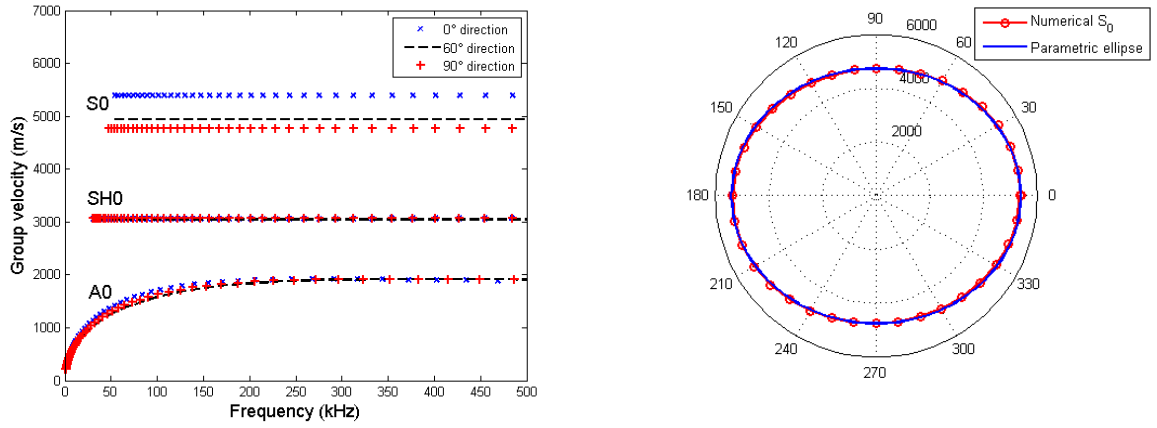 7000
6000
5000
4000
3000
2000
1000
0
Group velocity (m/s)
S0
SH0
A0
0° direction
60° direction
90° direction
0 50 100 150 200 250 300 350 400 450 500
Frequency (kHz)
Numerical S0
Parametric ellipse
90
6000
120
60
4000
150
30
2000
180
0
210
330
240
300
270